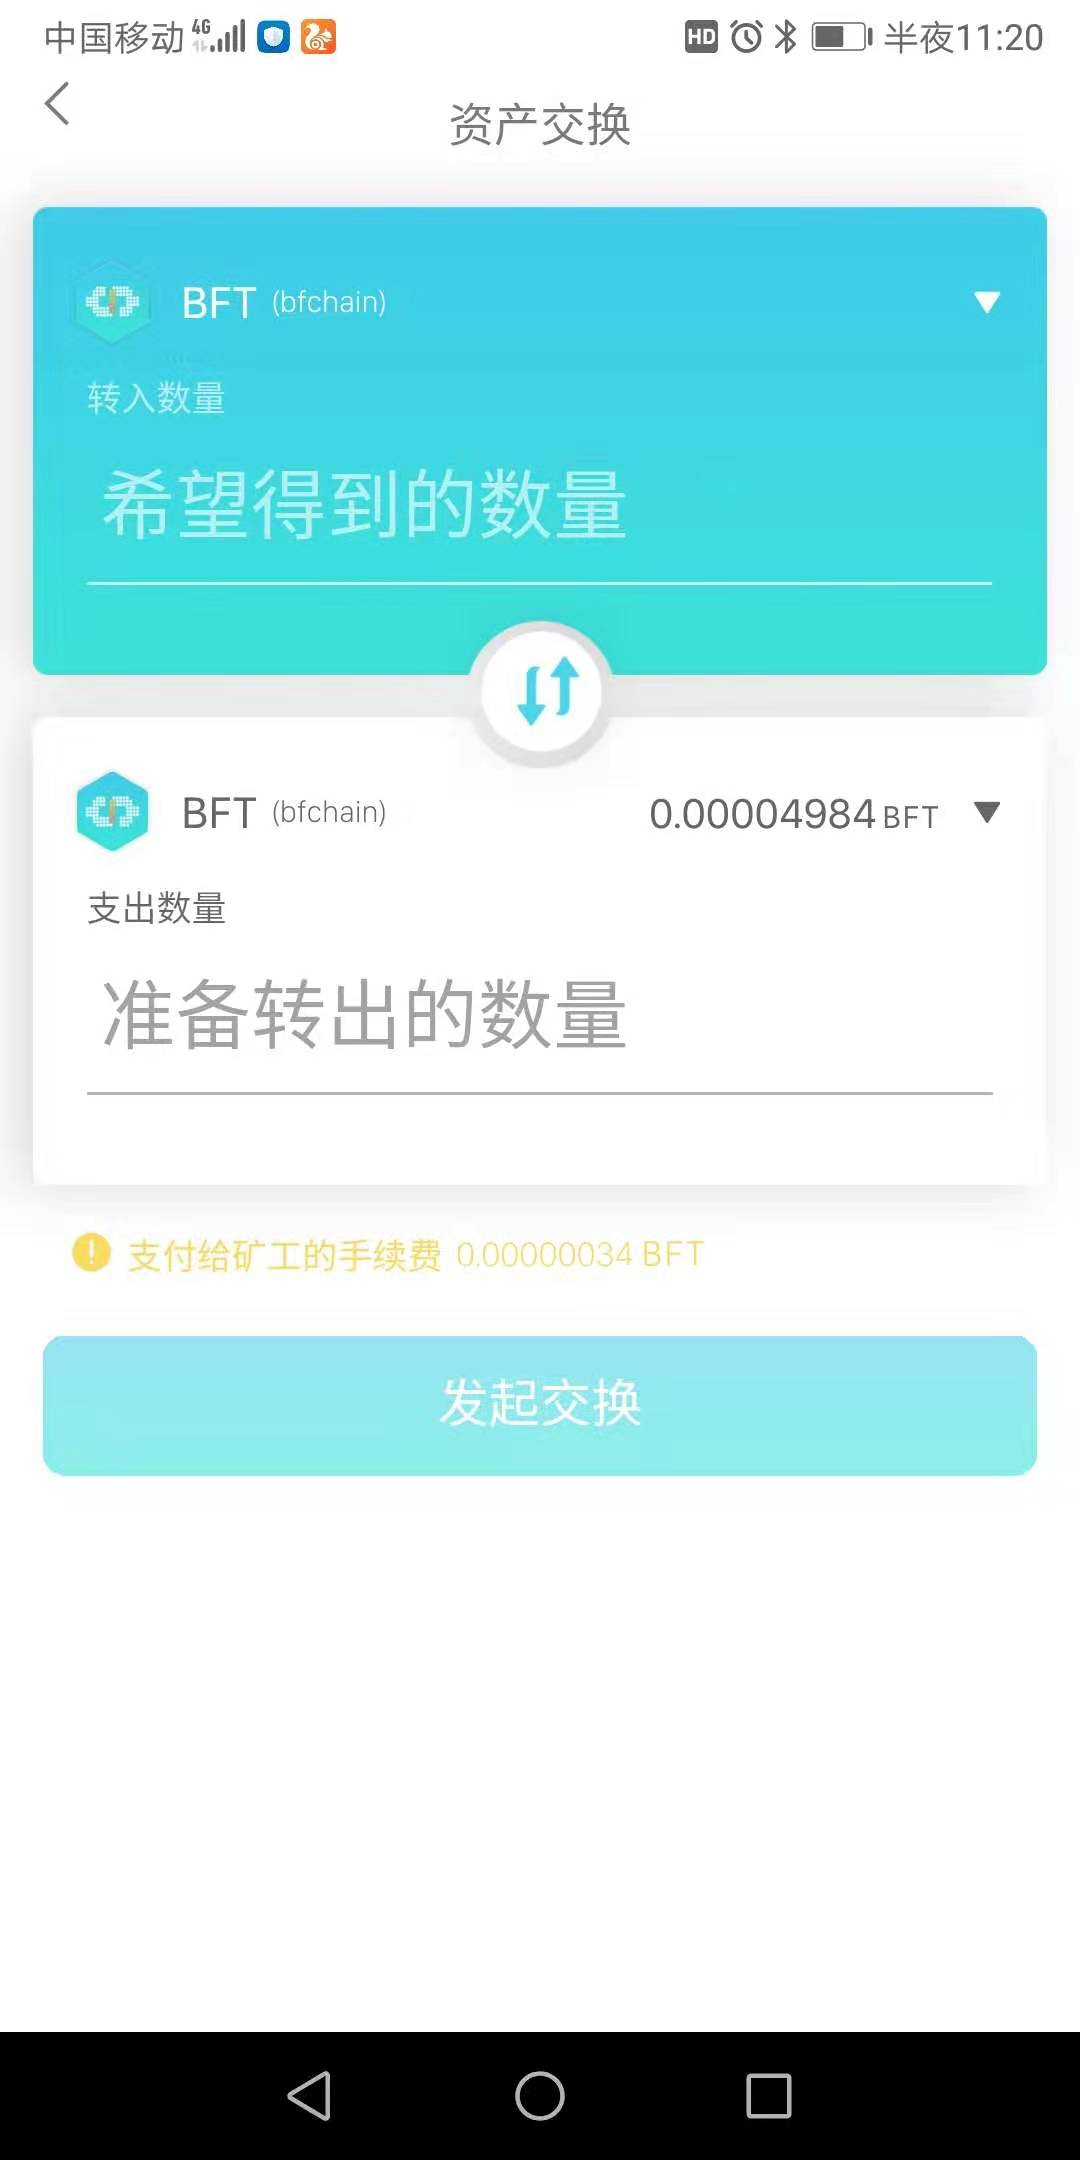 中国移动 4G HD 半夜11:20
资产交换
BFT (bfchain)
转入数量
希望得到的数量
BFT (bfchain) 0.00004984 BFT
支出数量
准备转出的数量
支付给矿工的手续费 0.00000034 BFT
发起交换